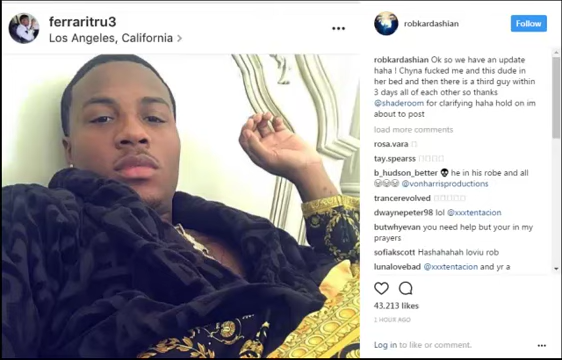 ferraritru3
Los Angeles, California >
robkardashian
Follow
robkardashian Ok so we have an update
haha I Chyna fucked me and this dude in
her bed and then there is a third guy within
3 days all of each other so thanks
@shaderoom for clarifying haha hold on im
about to post
load more comments
rosa.vara
tay.spearss
b_hudson_better 💀 he in his robe and all
😂😂😂 @vonharrisproductions
trancerevolved
dwaynepeter98 lol @xxxtentacion
butwhyevan you need help but your in my
prayers
sofiakscott Hashahahah loviu rob
lunalovebad @xxxtentacion and yr a
43,213 likes
1 HOUR AGO
Log in to like or comment.